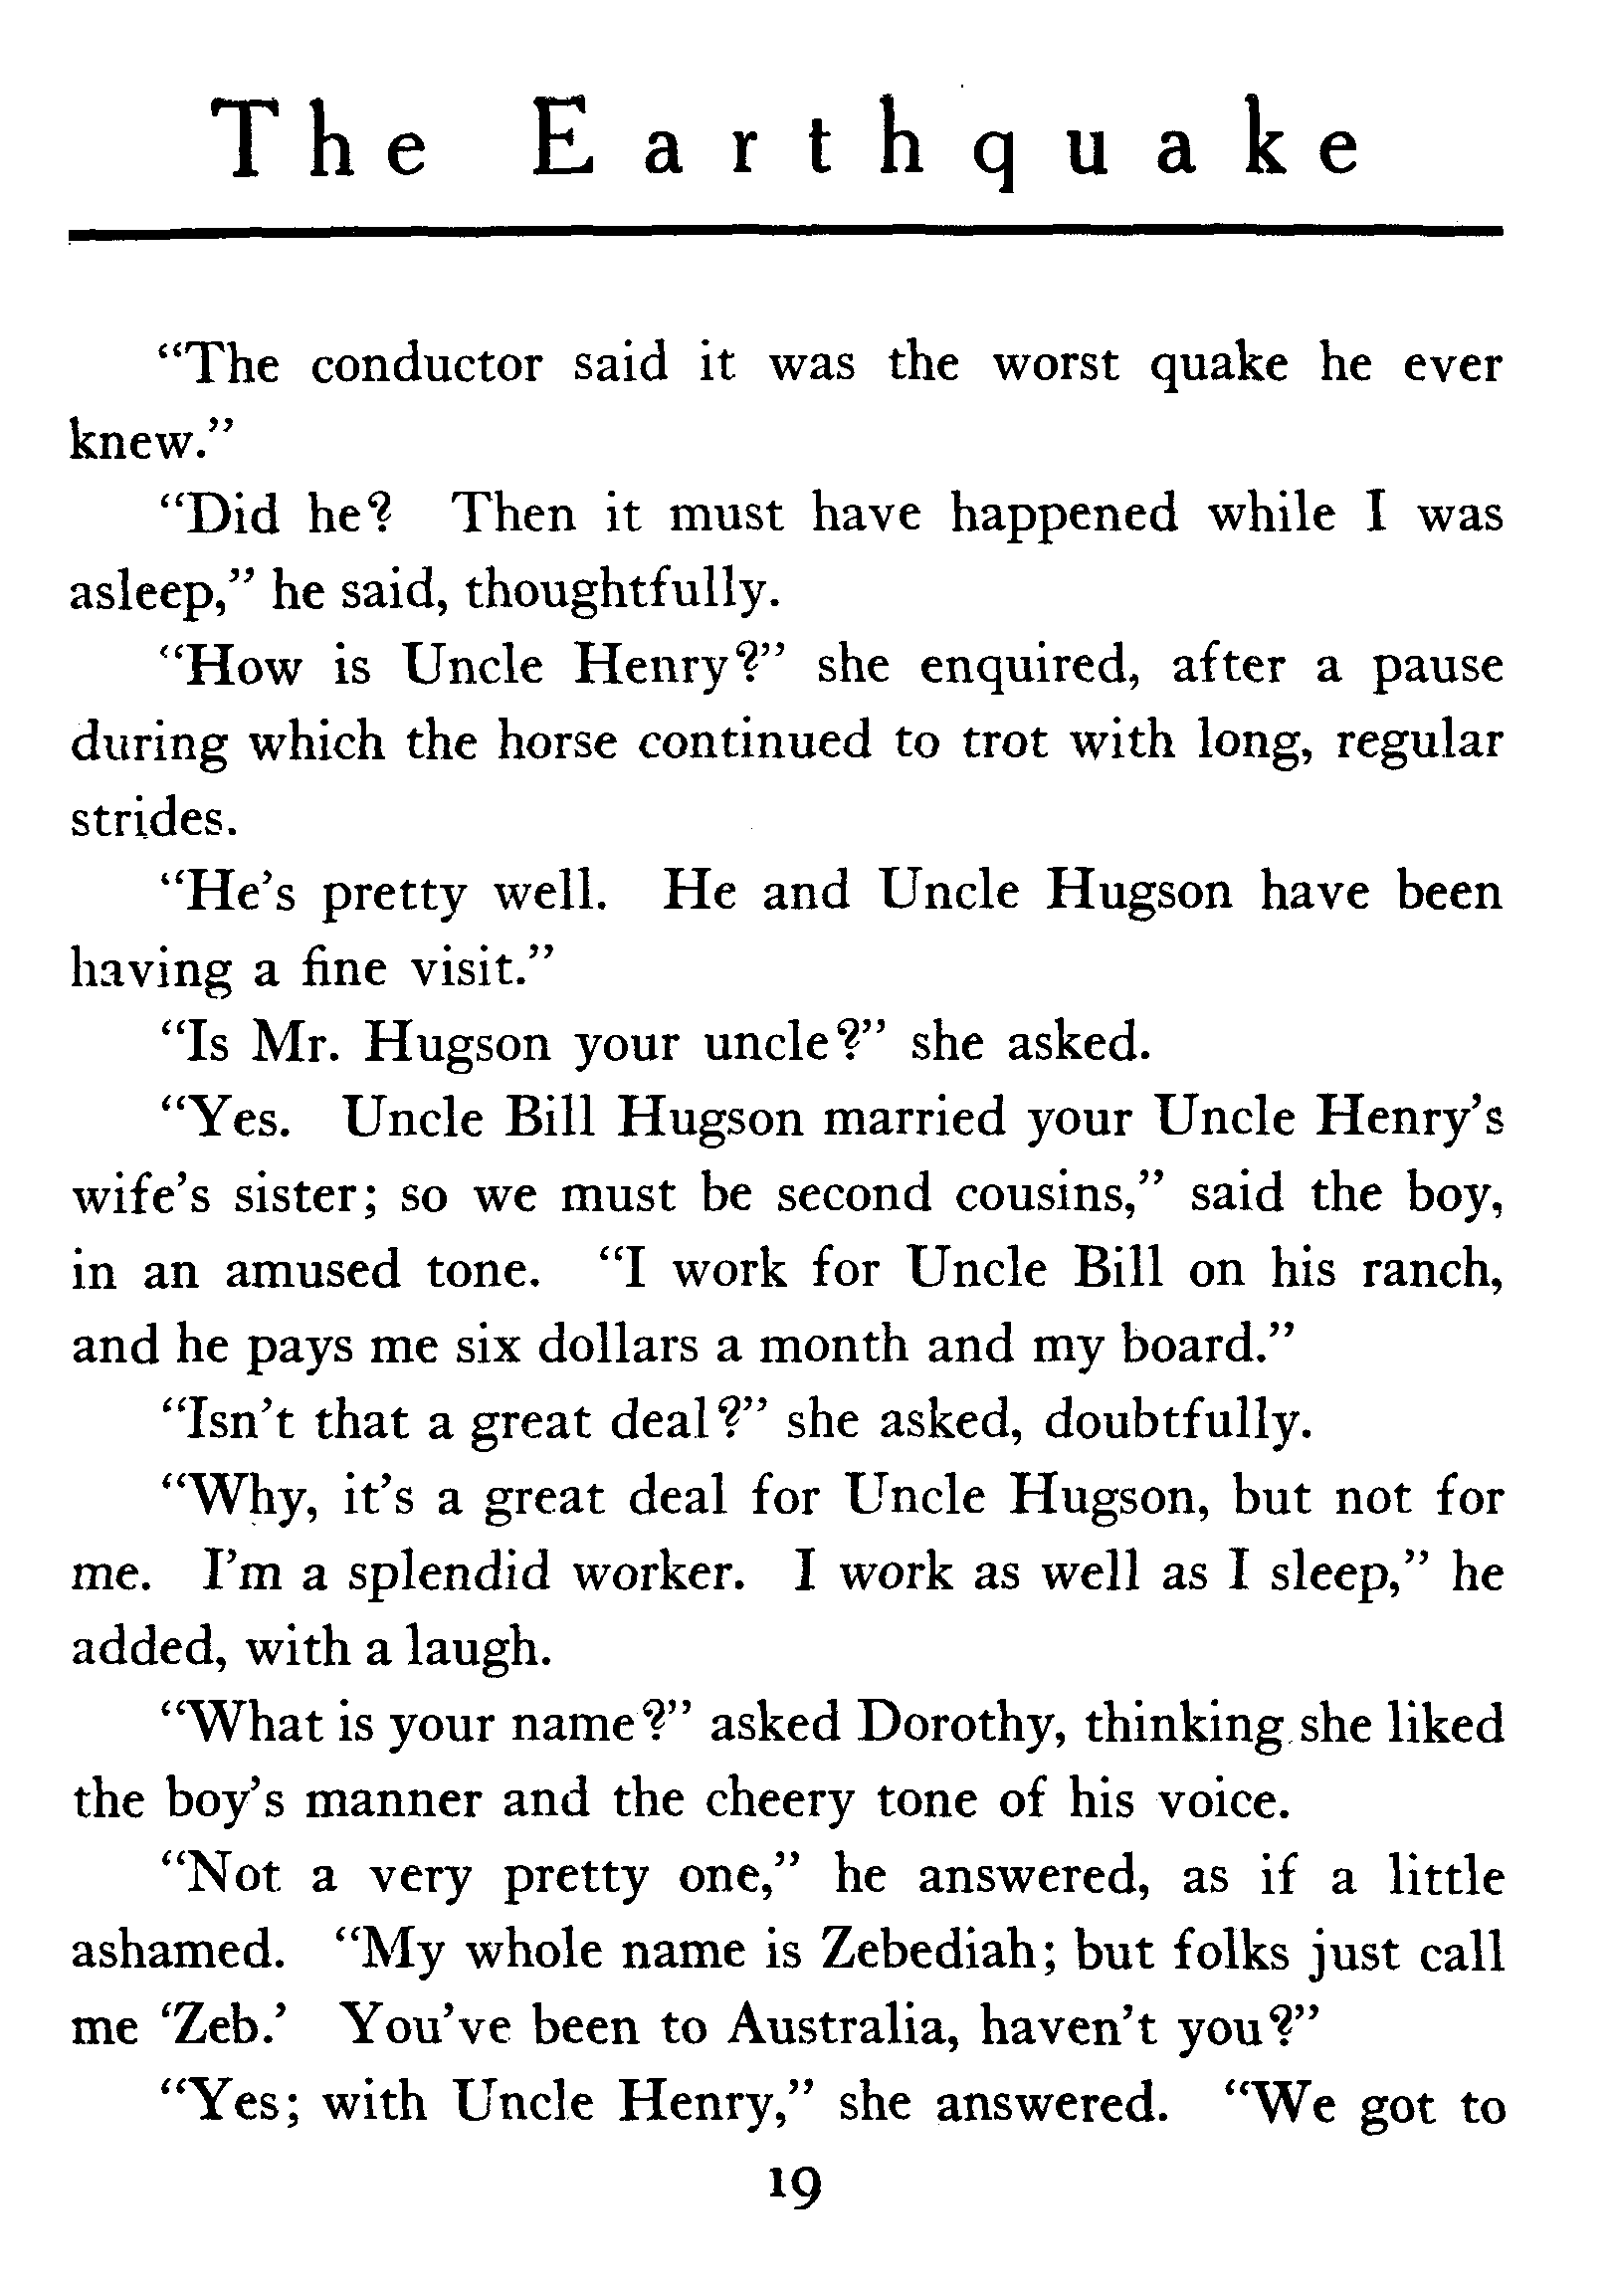 The Earthquake
“The conductor said it was the worst quake he ever
knew.”
“Did he? Then it must have happened while I was
asleep,” he said, thoughtfully.
“How is Uncle Henry?” she enquired, after a pause
during which the horse continued to trot with long, regular
strides.
“He’s pretty well. He and Uncle Hugson have been
having a fine visit.”
“Is Mr. Hugson your uncle?” she asked.
“Yes. Uncle Bill Hugson married your Uncle Henry’s
wife’s sister; so we must be second cousins,” said the boy,
in an amused tone. “I work for Uncle Bill on his ranch,
and he pays me six dollars a month and my board.”
“Isn’t that a great deal?” she asked, doubtfully.
“Why, it’s a great deal for Uncle Hugson, but not for
me. I’m a splendid worker. I work as well as I sleep,” he
added, with a laugh.
“What is your name?” asked Dorothy, thinking she liked
the boy’s manner and the cheery tone of his voice.
“Not a very pretty one,” he answered, as if a little
ashamed. “My whole name is Zebediah; but folks just call
me ‘Zeb.’ You’ve been to Australia, haven’t you?”
“Yes; with Uncle Henry,” she answered. “We got to
19